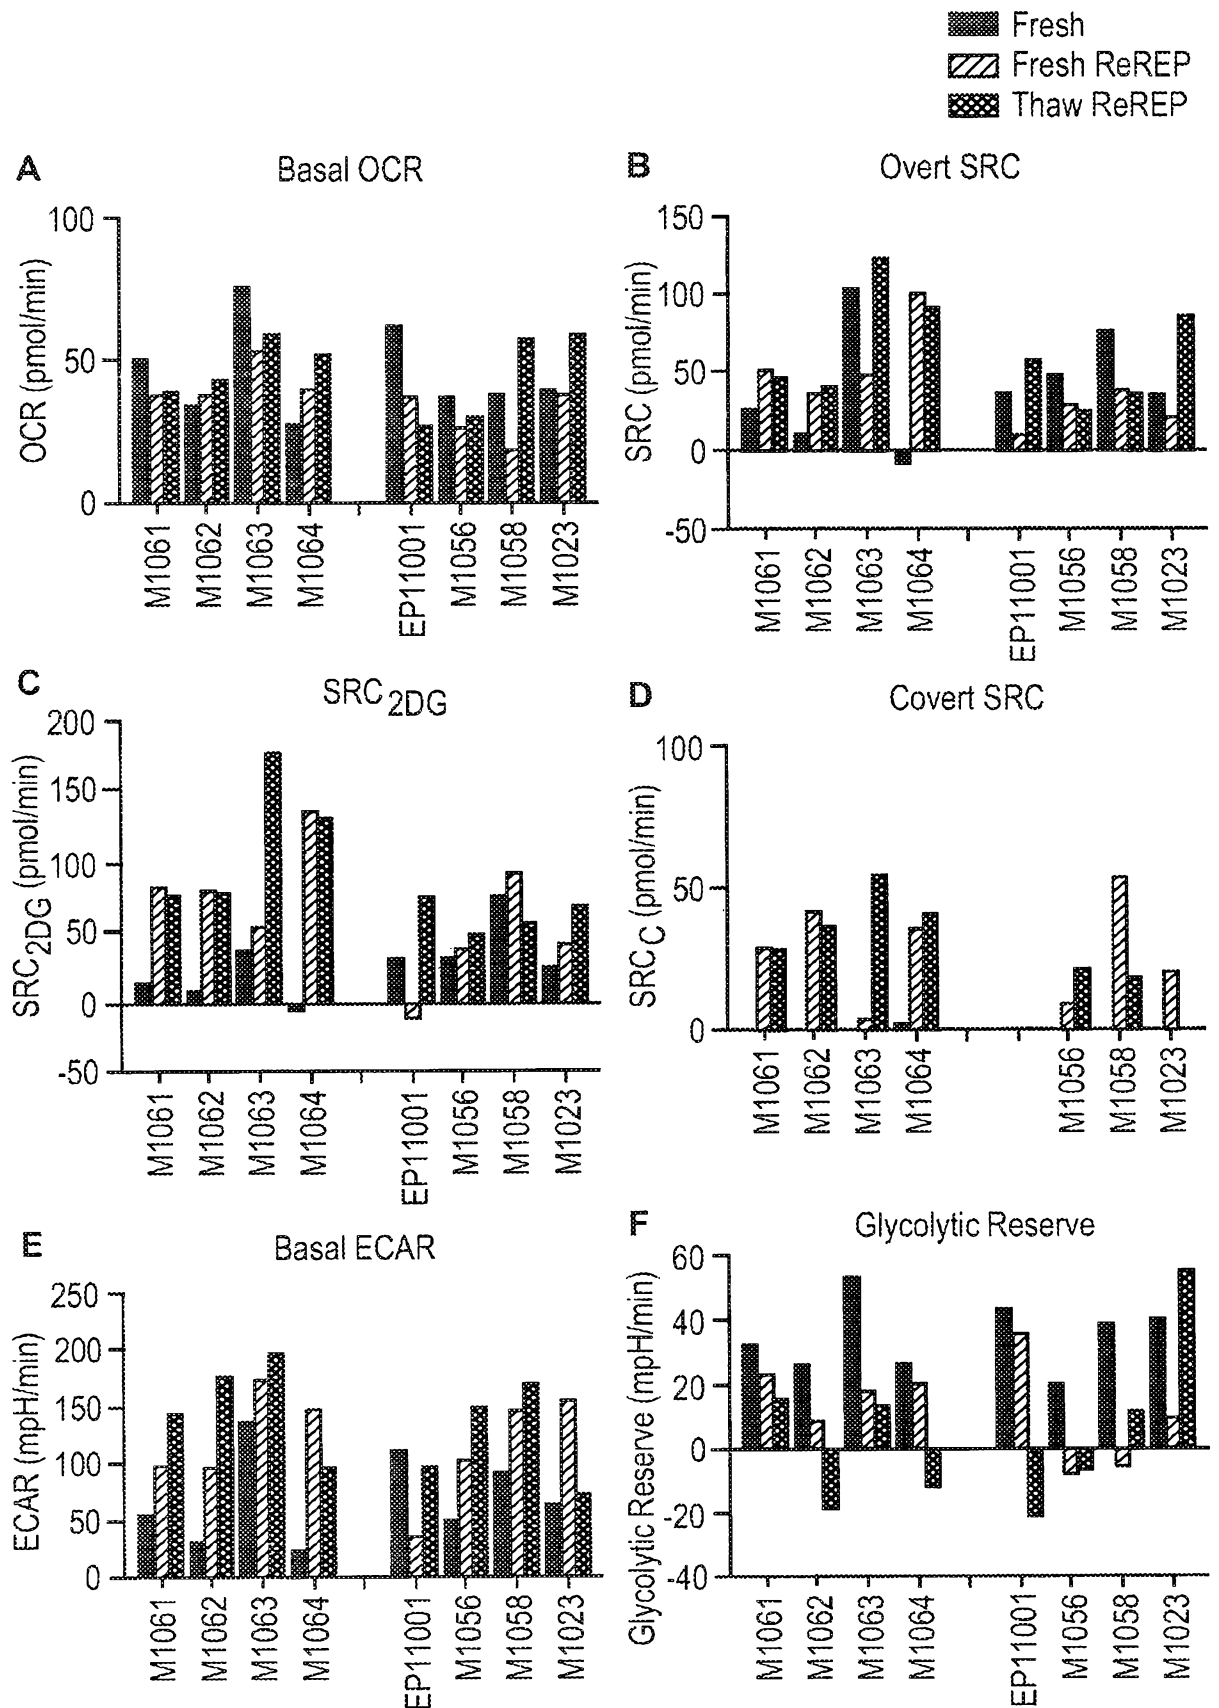 Fresh
Fresh ReREP
Thaw ReREP
A
Basal OCR
OCR (pmol/min)
100
50
0
M1061
M1062
M1063
M1064
EP11001
M1056
M1058
M1023
B
Overt SRC
SRC (pmol/min)
150
100
50
0
-50
M1061
M1062
M1063
M1064
EP11001
M1056
M1058
M1023
C
SRC 2DG
SRC2DG (pmol/min)
200
150
100
50
0
-50
M1061
M1062
M1063
M1064
EP11001
M1056
M1058
M1023
D
Covert SRC
SRCC (pmol/min)
100
50
0
M1061
M1062
M1063
M1064
M1056
M1058
M1023
E
Basal ECAR
ECAR (mpH/min)
250
200
150
100
50
0
M1061
M1062
M1063
M1064
EP11001
M1056
M1058
M1023
F
Glycolytic Reserve
Glycolytic Reserve (mpH/min)
60
40
20
0
-20
-40
M1061
M1062
M1063
M1064
EP11001
M1056
M1058
M1023